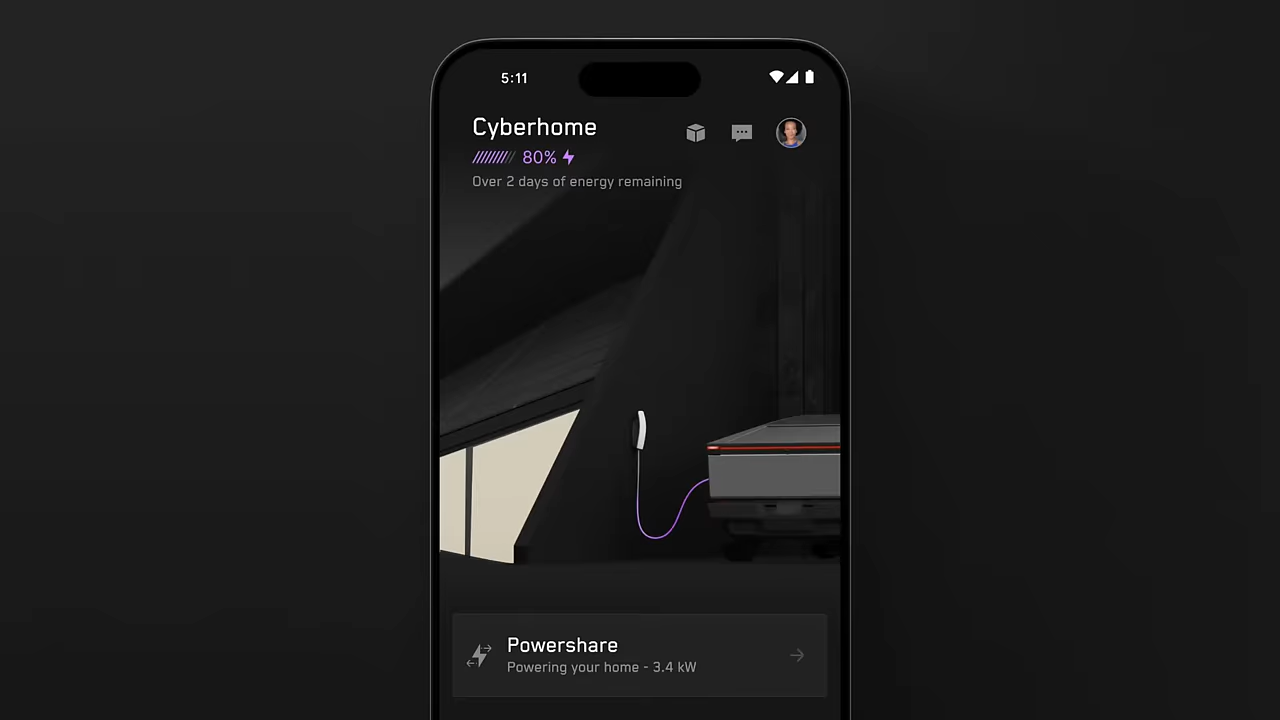 5:11
Cyberhome
80%
Over 2 days of energy remaining
Powershare
Powering your home - 3.4 kW